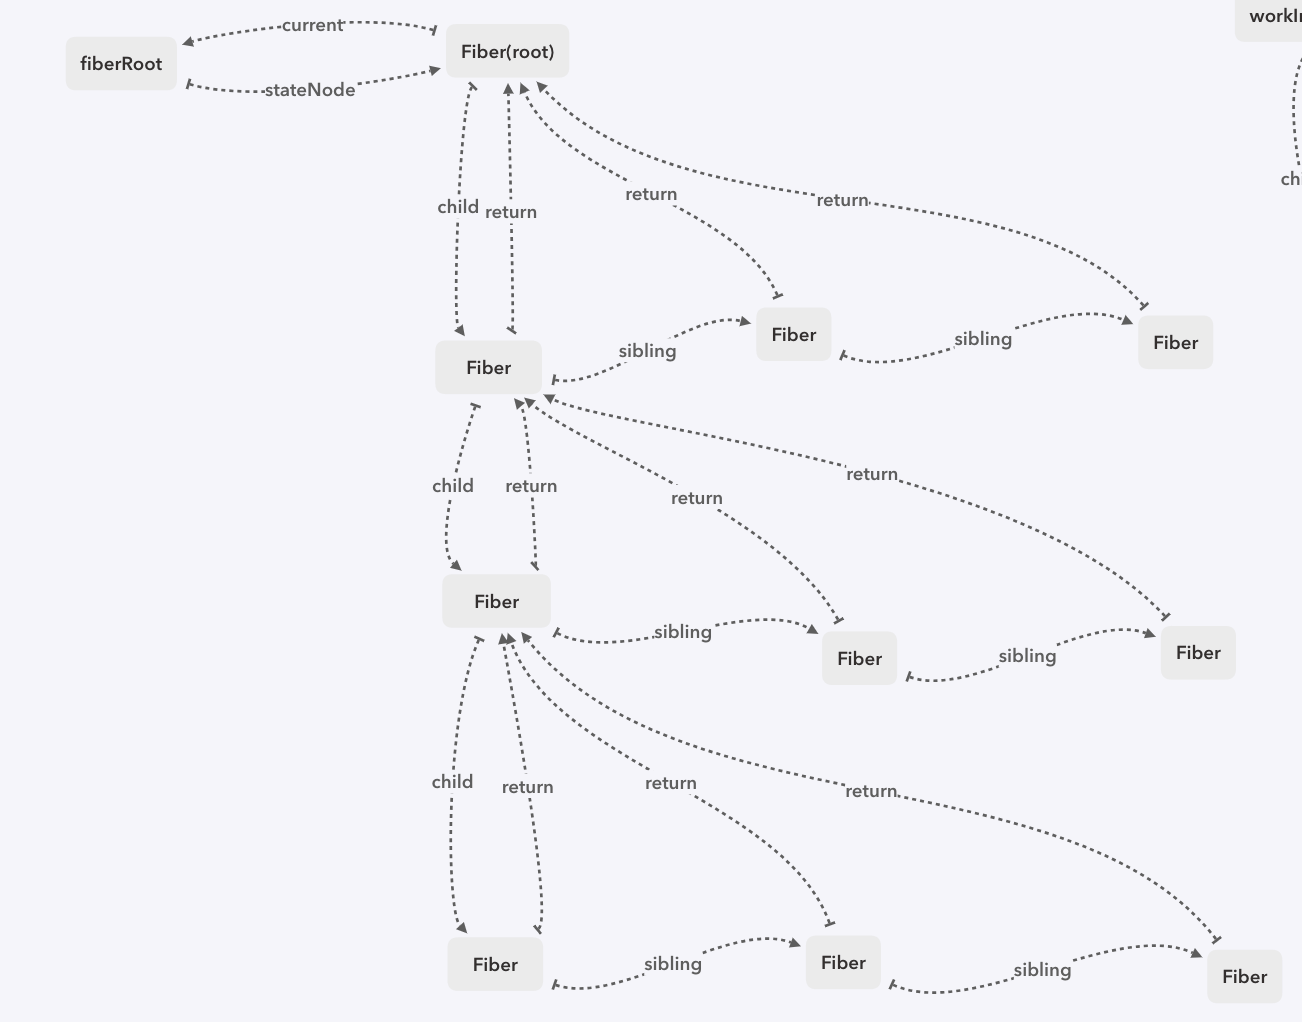 workI
current
fiberRoot
Fiber(root)
stateNode
chi
return
return
child
return
sibling
Fiber
sibling
Fiber
Fiber
return
child
return
return
Fiber
sibling
Fiber
sibling
Fiber
child
return
return
return
Fiber
sibling
Fiber
sibling
Fiber